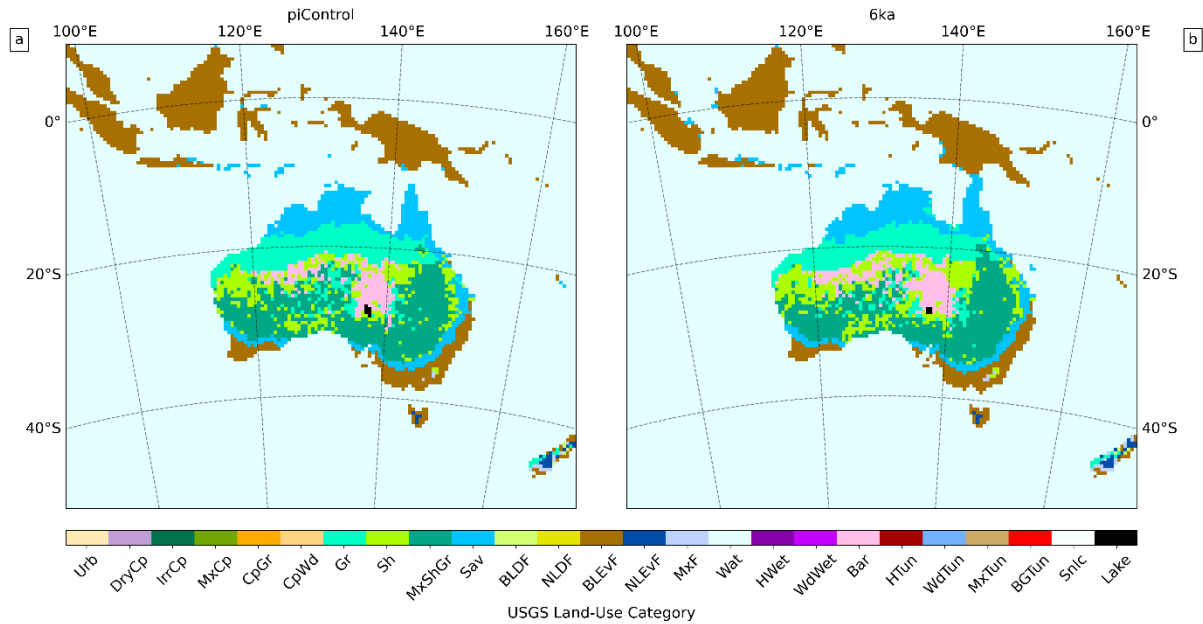 piControl
6ka
100°E 120°E 140°E 160°E
100°E 120°E 140°E 160°E
a
b
0°
0°
20°S
20°S
40°S
40°S
Urb DryCp IrrCp MxCp CpGr CpWd Gr Sh MxShGr Sav BLDF NLDF BLEvF NLEvF MxF Wat HWet WdWet Bar HTun WdTun MxTun BGTun SnIc Lake
USGS Land-Use Category